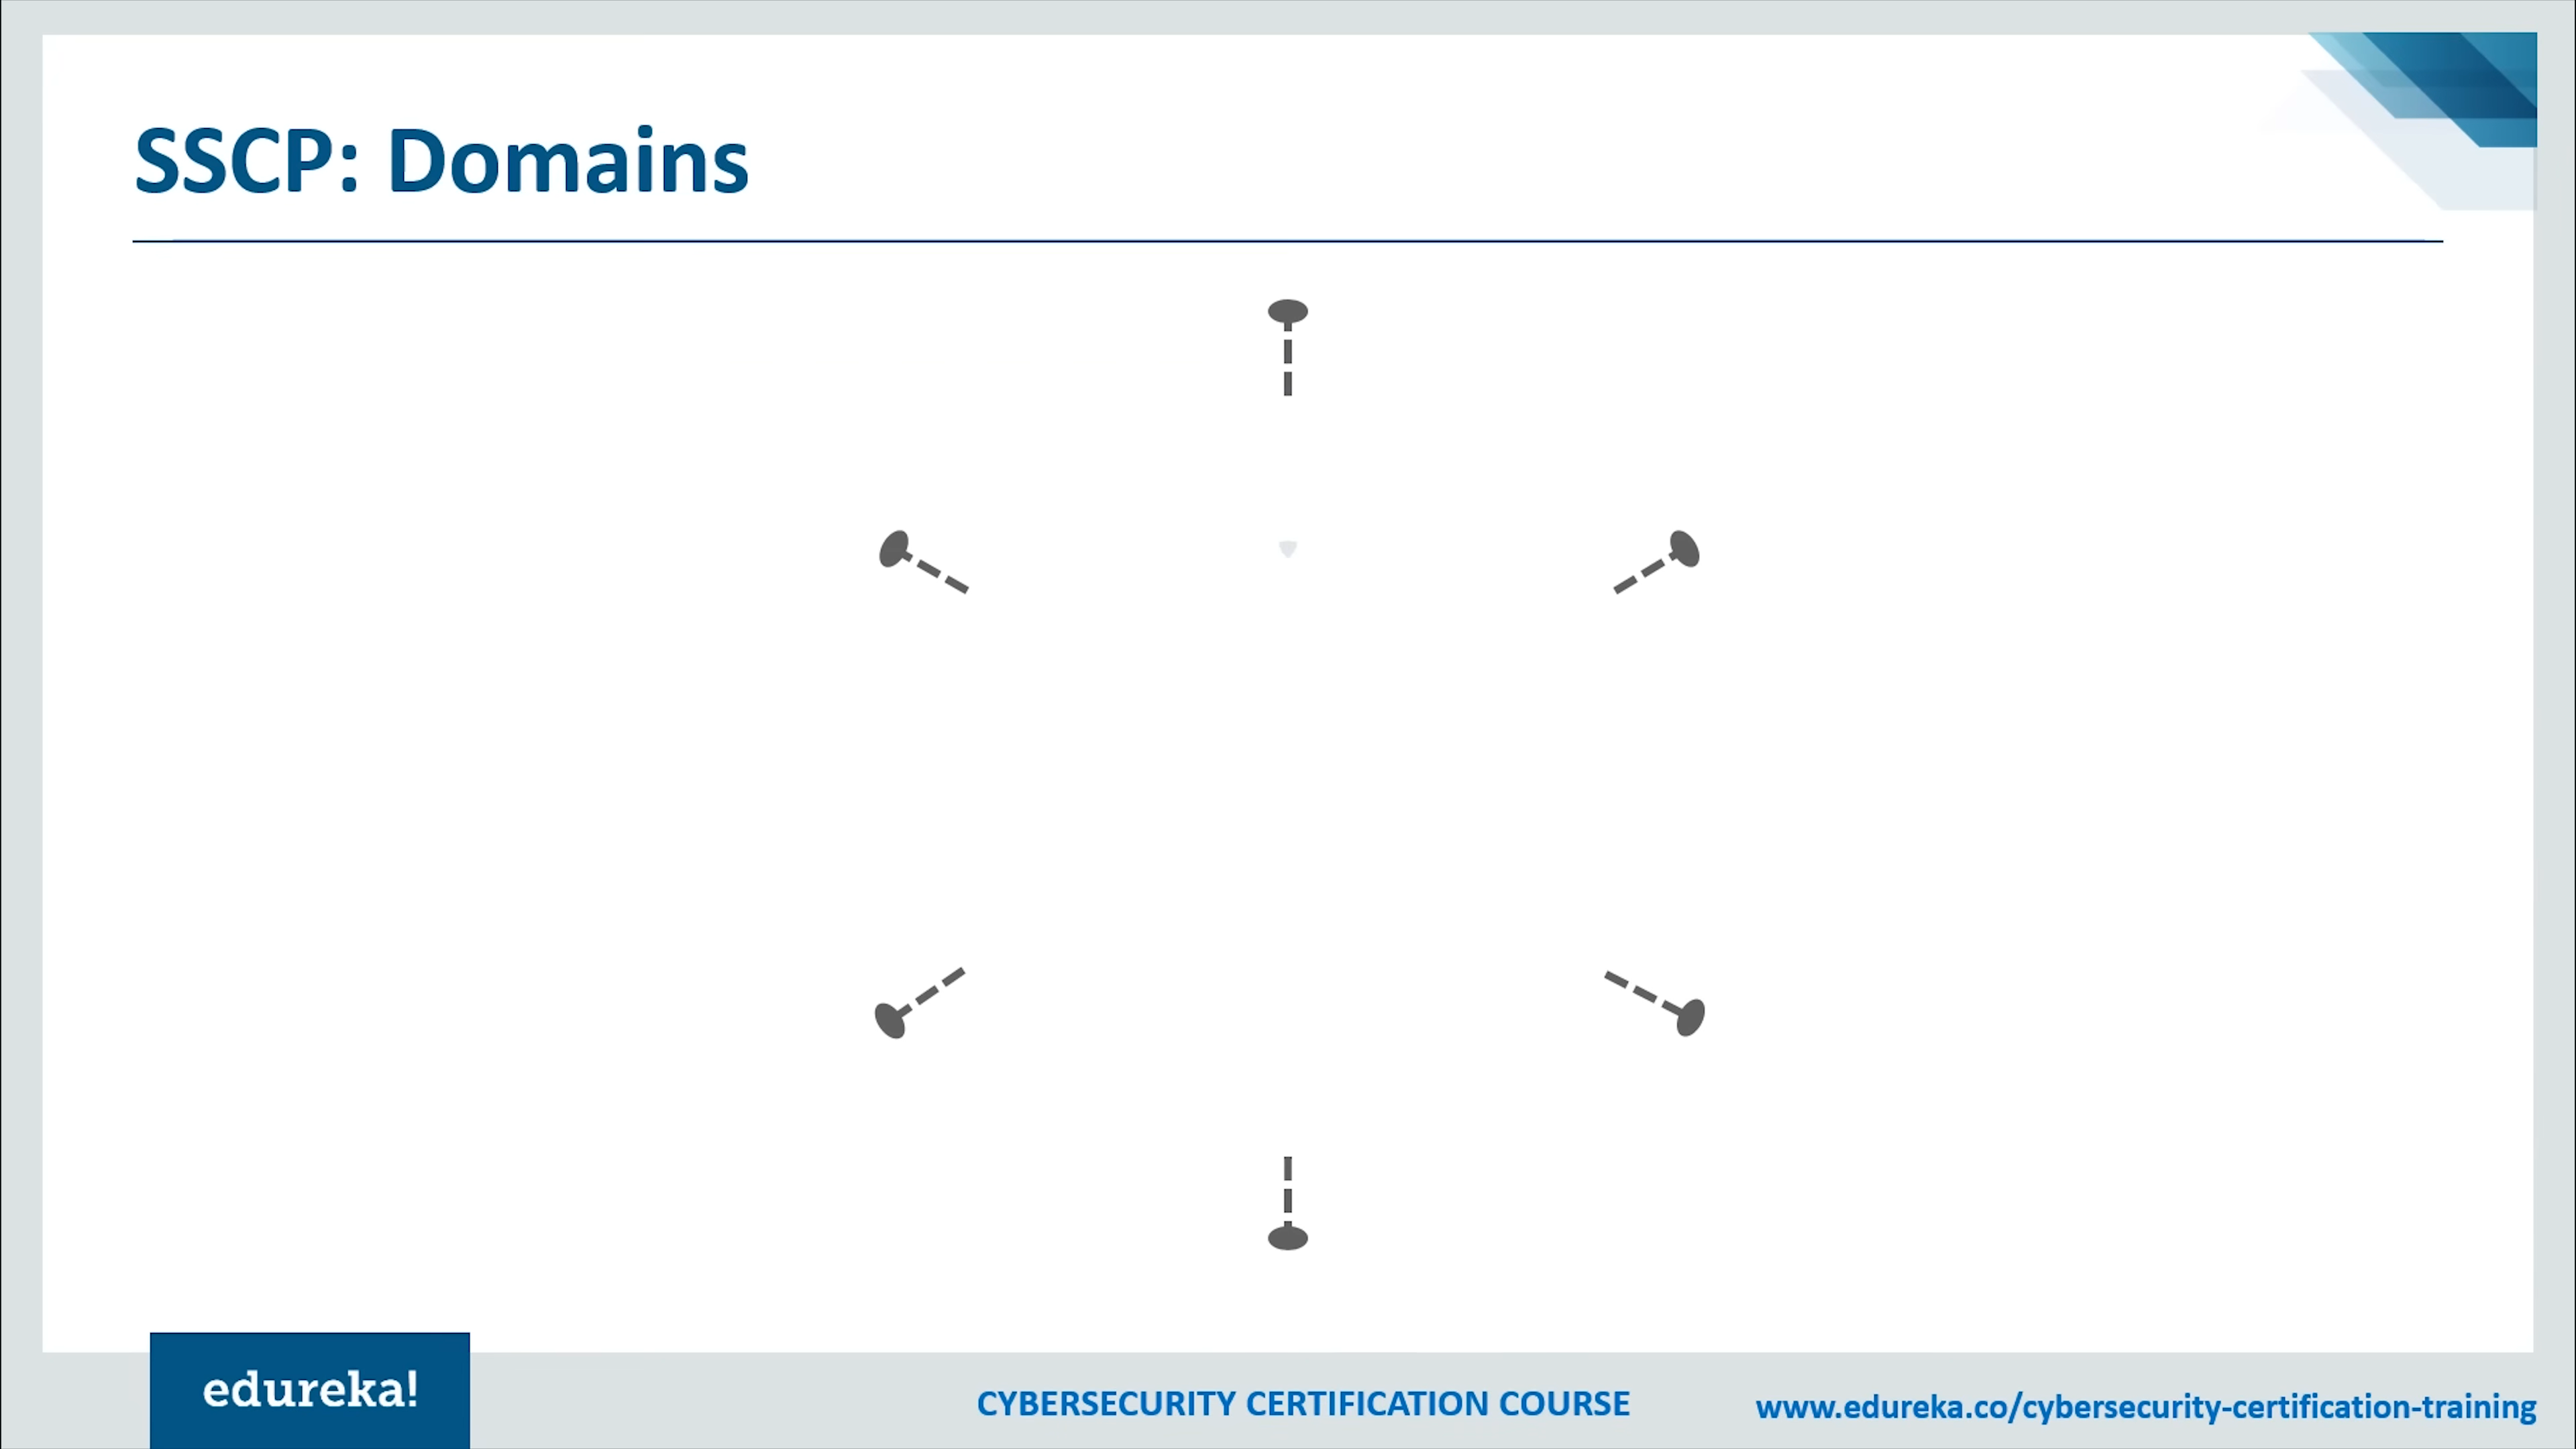 SSCP: Domains
edureka!
CYBERSECURITY CERTIFICATION COURSE
www.edureka.co/cybersecurity-certification-training